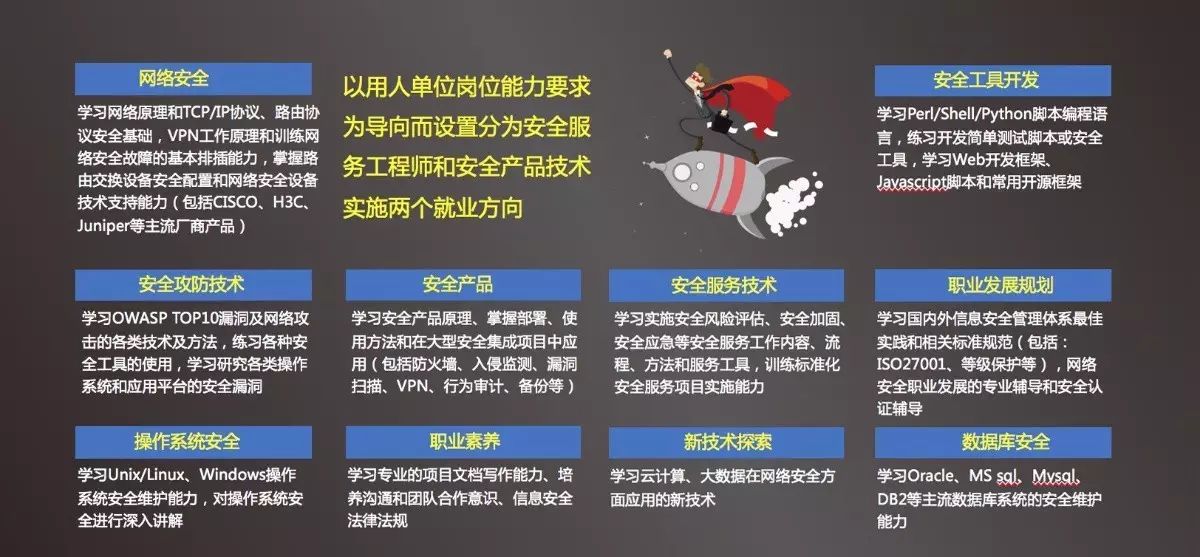 网络安全
学习网络原理和TCP/IP协议、路由协
议安全基础，VPN工作原理和训练网
络安全故障的基本排插能力，掌握路
由交换设备安全配置和网络安全设备
技术支持能力（包括CISCO、H3C、
Juniper等主流厂商产品）
以用人单位岗位能力要求
为导向而设置分为安全服
务工程师和安全产品技术
实施两个就业方向
安全工具开发
学习Perl/Shell/Python脚本编程语
言，练习开发简单测试脚本或安全
工具，学习Web开发框架、
Javascript脚本和常用开源框架
安全攻防技术
学习OWASP TOP10漏洞及网络攻
击的各类技术及方法，练习各种安
全工具的使用，学习研究各类操作
系统和应用平台的安全漏洞
安全产品
学习安全产品原理、掌握部署、使
用方法和在大型安全集成项目中应
用（包括防火墙、入侵监测、漏洞
扫描、VPN、行为审计、备份等）
安全服务技术
学习实施安全风险评估、安全加固、
安全应急等安全服务工作内容、流
程、方法和服务工具，训练标准化
安全服务项目实施能力
职业发展规划
学习国内外信息安全管理体系最佳
实践和相关标准规范（包括：
ISO27001、等级保护等），网络
安全职业发展的专业辅导和安全认
证辅导
操作系统安全
学习Unix/Linux、Windows操作
系统安全维护能力，对操作系统安
全进行深入讲解
职业素养
学习专业的项目文档写作能力、培
养沟通和团队合作意识、信息安全
法律法规
新技术探索
学习云计算、大数据在网络安全方
面应用的新技术
数据库安全
学习Oracle、MS sql、Mysql、
DB2等主流数据库系统的安全维护
能力